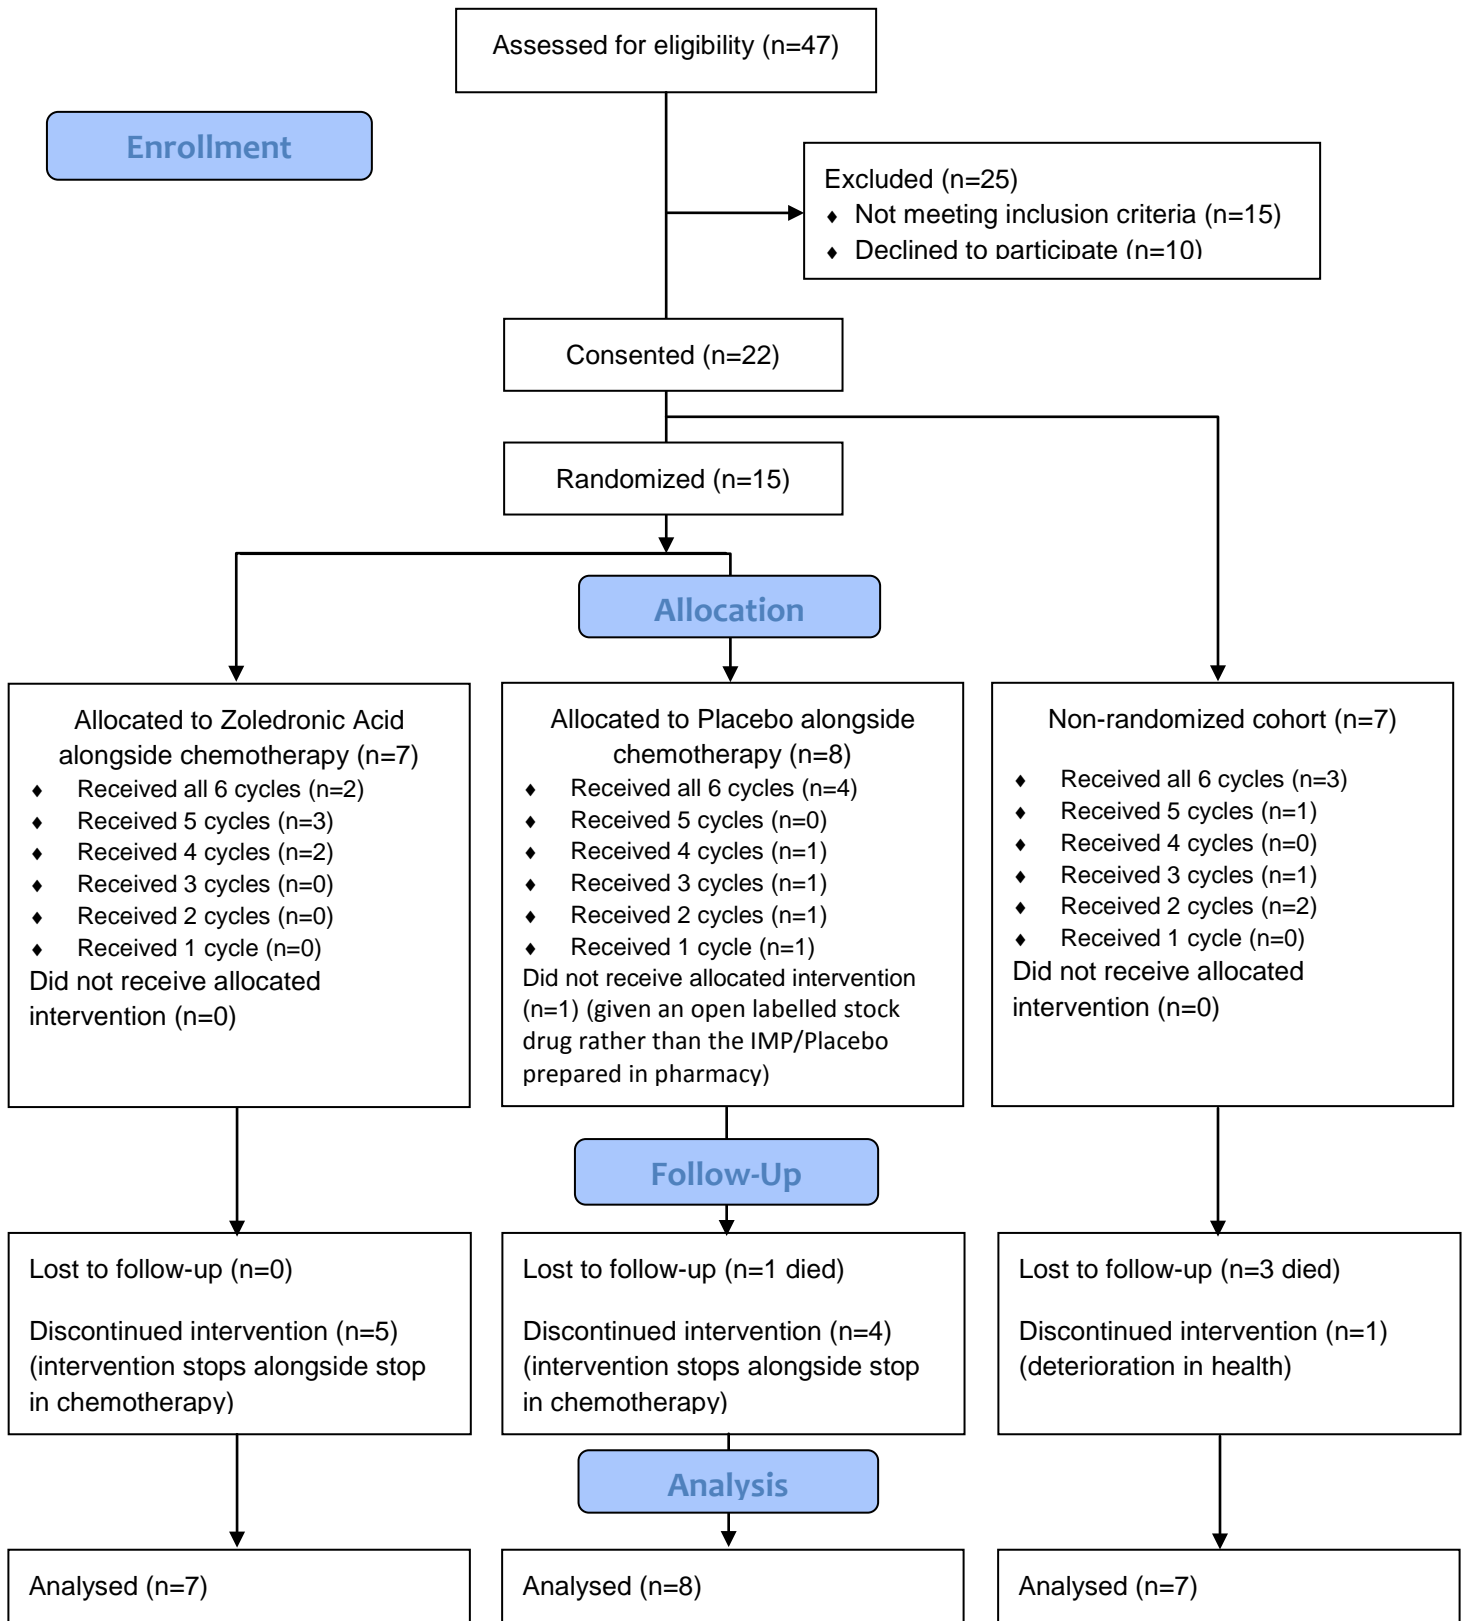 Assessed for eligibility (n=47)
Enrollment
Excluded (n=25)
♦ Not meeting inclusion criteria (n=15)
♦ Declined to participate (n=10)
Consented (n=22)
Randomized (n=15)
Allocation
Allocated to Zoledronic Acid
alongside chemotherapy (n=7)
♦ Received all 6 cycles (n=2)
♦ Received 5 cycles (n=3)
♦ Received 4 cycles (n=2)
♦ Received 3 cycles (n=0)
♦ Received 2 cycles (n=0)
♦ Received 1 cycle (n=0)
Did not receive allocated
intervention (n=0)
Allocated to Placebo alongside
chemotherapy (n=8)
♦ Received all 6 cycles (n=4)
♦ Received 5 cycles (n=0)
♦ Received 4 cycles (n=1)
♦ Received 3 cycles (n=1)
♦ Received 2 cycles (n=1)
♦ Received 1 cycle (n=1)
Did not receive allocated intervention
(n=1) (given an open labelled stock
drug rather than the IMP/Placebo
prepared in pharmacy)
Non-randomized cohort (n=7)
♦ Received all 6 cycles (n=3)
♦ Received 5 cycles (n=1)
♦ Received 4 cycles (n=0)
♦ Received 3 cycles (n=1)
♦ Received 2 cycles (n=2)
♦ Received 1 cycle (n=0)
Did not receive allocated
intervention (n=0)
Follow-Up
Lost to follow-up (n=0)
Discontinued intervention (n=5)
(intervention stops alongside stop
in chemotherapy)
Lost to follow-up (n=1 died)
Discontinued intervention (n=4)
(intervention stops alongside stop
in chemotherapy)
Lost to follow-up (n=3 died)
Discontinued intervention (n=1)
(deterioration in health)
Analysis
Analysed (n=7)
Analysed (n=8)
Analysed (n=7)